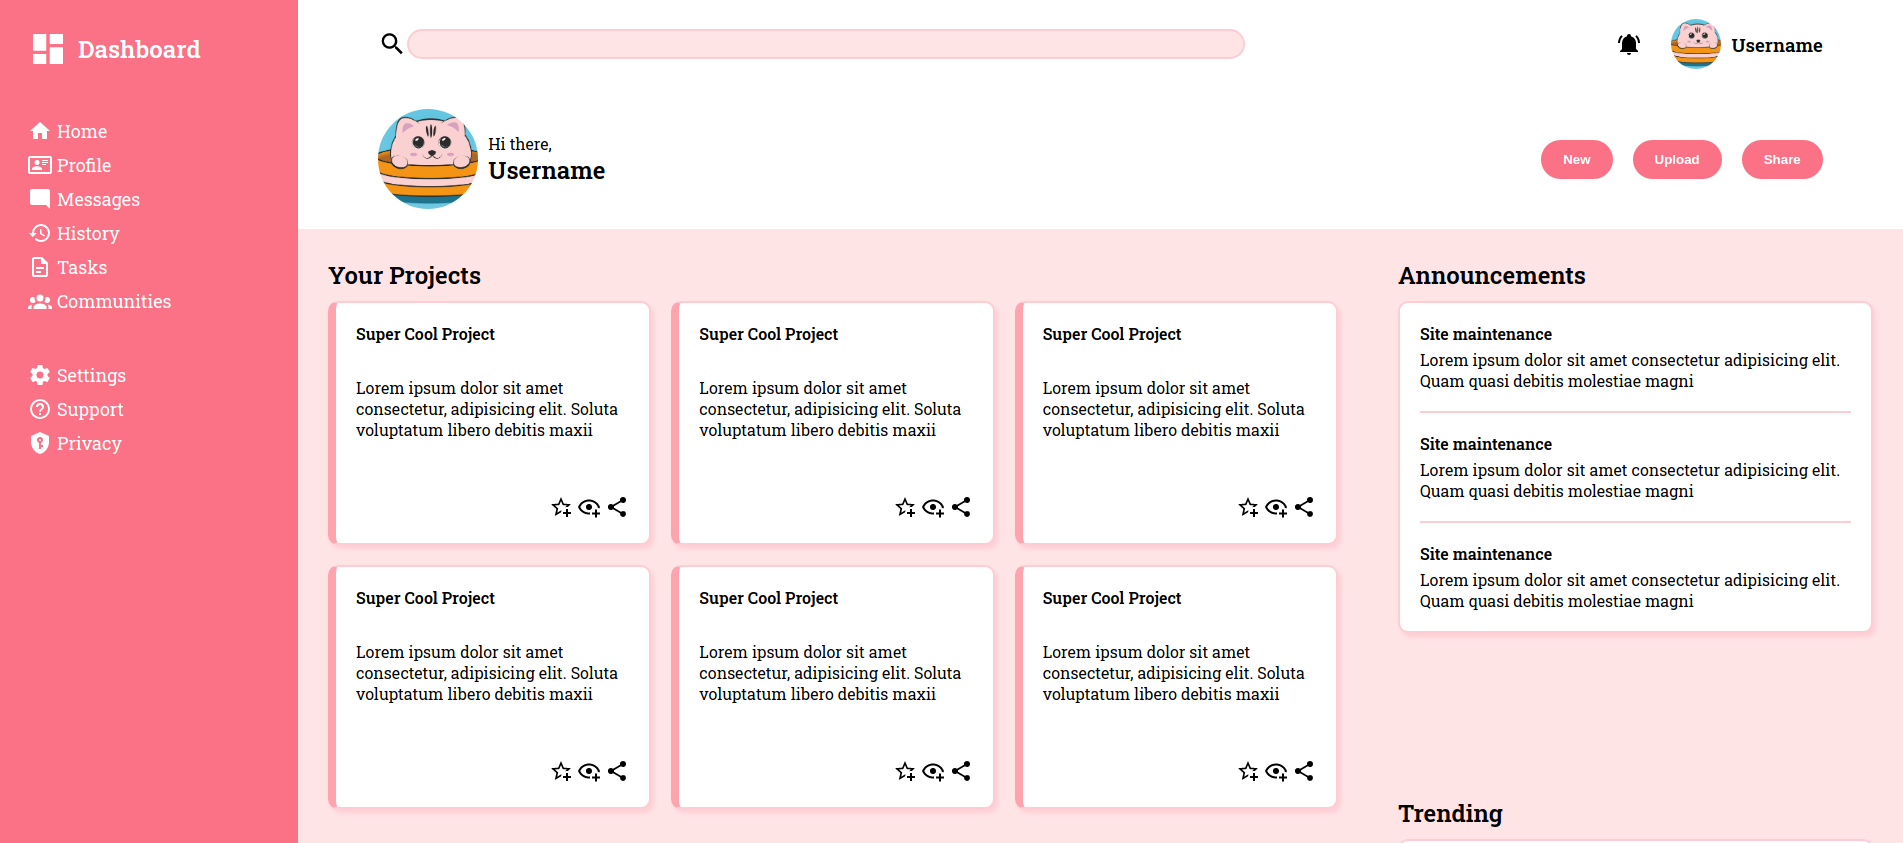 Dashboard
Home
Profile
Messages
History
Tasks
Communities
Settings
Support
Privacy
Username
Hi there,
Username
New
Upload
Share
Your Projects
Super Cool Project
Lorem ipsum dolor sit amet
consectetur, adipisicing elit. Soluta
voluptatum libero debitis maxii
Super Cool Project
Lorem ipsum dolor sit amet
consectetur, adipisicing elit. Soluta
voluptatum libero debitis maxii
Super Cool Project
Lorem ipsum dolor sit amet
consectetur, adipisicing elit. Soluta
voluptatum libero debitis maxii
Super Cool Project
Lorem ipsum dolor sit amet
consectetur, adipisicing elit. Soluta
voluptatum libero debitis maxii
Super Cool Project
Lorem ipsum dolor sit amet
consectetur, adipisicing elit. Soluta
voluptatum libero debitis maxii
Super Cool Project
Lorem ipsum dolor sit amet
consectetur, adipisicing elit. Soluta
voluptatum libero debitis maxii
Announcements
Site maintenance
Lorem ipsum dolor sit amet consectetur adipisicing elit.
Quam quasi debitis molestiae magni
Site maintenance
Lorem ipsum dolor sit amet consectetur adipisicing elit.
Quam quasi debitis molestiae magni
Site maintenance
Lorem ipsum dolor sit amet consectetur adipisicing elit.
Quam quasi debitis molestiae magni
Trending